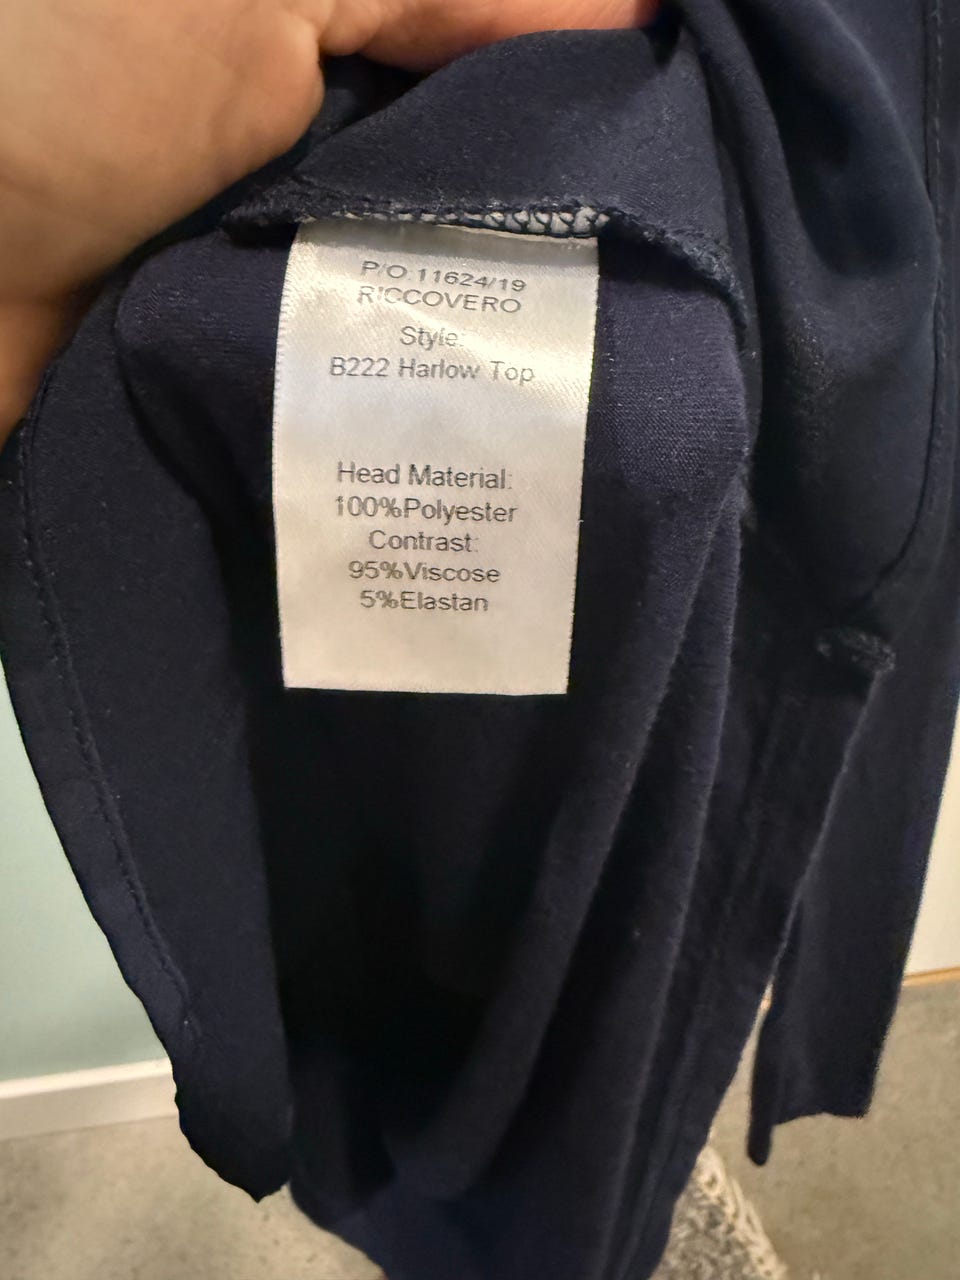 P/O:11624/19
RICCOVERO
Style:
B222 Harlow Top
Head Material:
100%Polyester
Contrast:
95%Viscose
5%Elastan